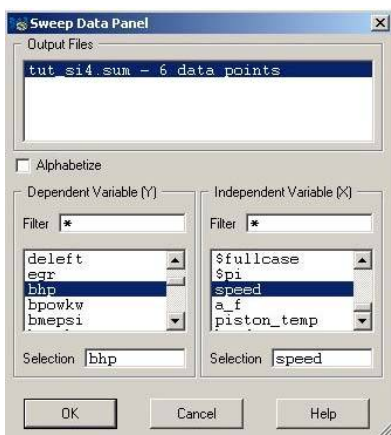 Sweep Data Panel
Output Files
tut_si4.sum - 6 data points
Alphabetize
Dependent Variable (Y)
Filter *
deleft
egr
bhp
bpowkw
bmepsi
Selection bhp
Independent Variable (X)
Filter *
$fullcase
$pi
speed
a_f
piston_temp
Selection speed
OK
Cancel
Help